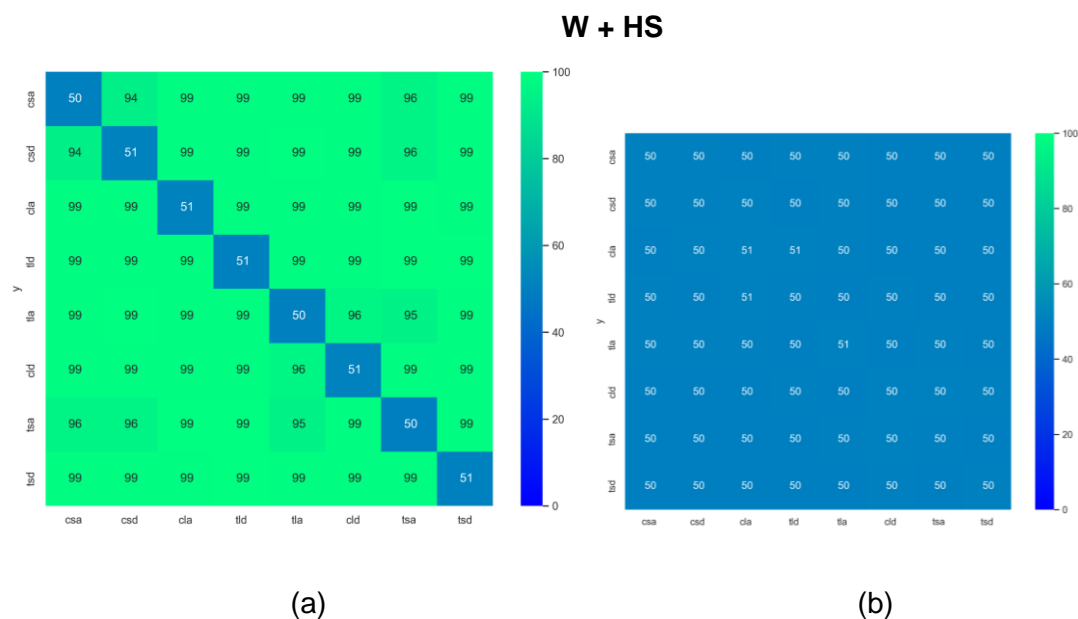 W + HS
csa 50 94 99 99 99 99 96 99
csd 94 51 99 99 99 99 96 99
cla 99 99 51 99 99 99 99 99
tld 99 99 99 51 99 99 99 99
y
tla 99 99 99 99 50 96 95 99
cld 99 99 99 99 96 51 99 99
tsa 96 96 99 99 95 99 50 99
tsd 99 99 99 99 99 99 99 51
csa csd cla tld tla cld tsa tsd
100
80
60
40
20
0
(a)
csa 50 50 50 50 50 50 50 50
csd 50 50 50 50 50 50 50 50
cla 50 50 51 51 50 50 50 50
tld 50 50 51 50 50 50 50 50
y
tla 50 50 50 50 51 50 50 50
cld 50 50 50 50 50 50 50 50
tsa 50 50 50 50 50 50 50 50
tsd 50 50 50 50 50 50 50 50
csa csd cla tld tla cld tsa tsd
100
80
60
40
20
0
(b)